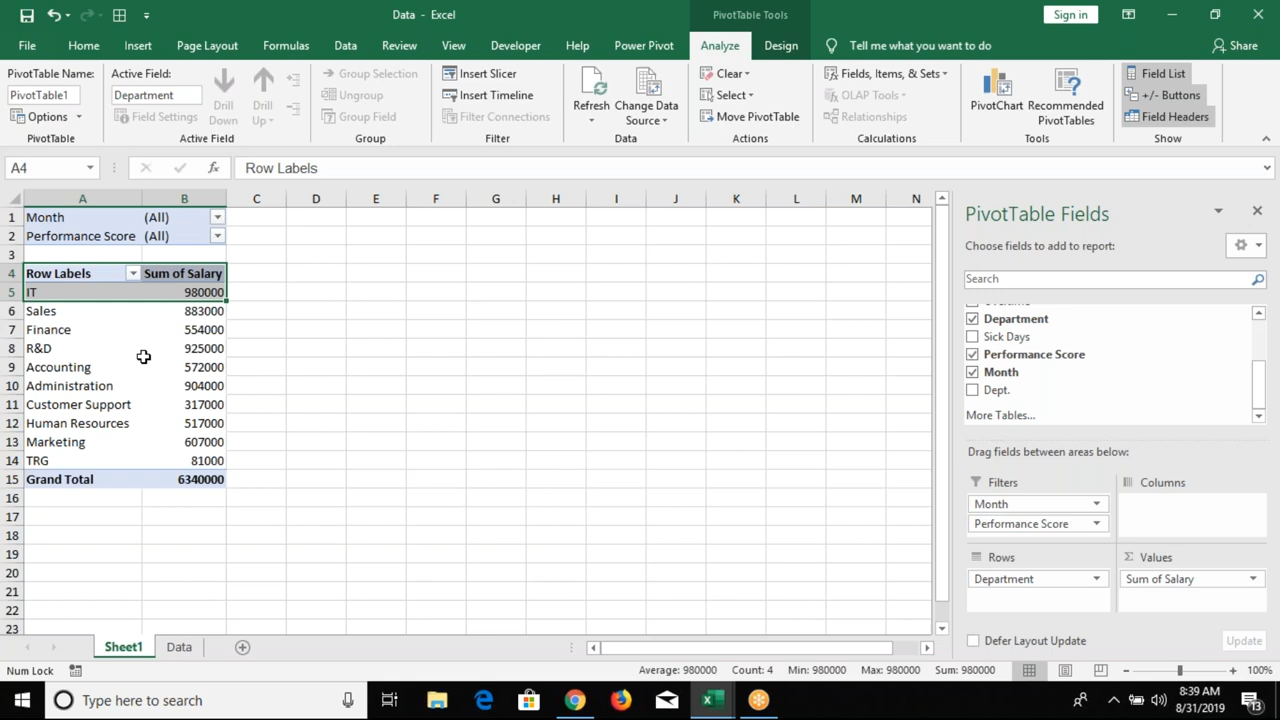 Data - Excel
PivotTable Tools
Sign in
File Home Insert Page Layout Formulas Data Review View Developer Help Power Pivot Analyze Design Tell me what you want to do Share
PivotTable Name:
PivotTable1
Options
PivotTable
Active Field:
Department
Field Settings
Drill Down
Drill Up
Active Field
Group Selection
Ungroup
Group Field
Group
Insert Slicer
Insert Timeline
Filter Connections
Filter
Refresh
Change Data Source
Data
Clear
Select
Move PivotTable
Actions
Fields, Items, & Sets
OLAP Tools
Relationships
Calculations
PivotChart
Recommended PivotTables
Tools
Field List
+/- Buttons
Field Headers
Show
A4
fx
Row Labels
A B C D E F G H I J K L M N
1 Month (All)
2 Performance Score (All)
3
4 Row Labels Sum of Salary
5 IT 980000
6 Sales 883000
7 Finance 554000
8 R&D 925000
9 Accounting 572000
10 Administration 904000
11 Customer Support 317000
12 Human Resources 517000
13 Marketing 607000
14 TRG 81000
15 Grand Total 6340000
16
17
18
19
20
21
22
23
PivotTable Fields
Choose fields to add to report:
Search
Department
Sick Days
Performance Score
Month
Dept.
More Tables...
Drag fields between areas below:
Filters
Month
Performance Score
Columns
Rows
Department
Σ Values
Sum of Salary
Defer Layout Update
Update
Sheet1 Data
Num Lock
Average: 980000 Count: 4 Min: 980000 Max: 980000 Sum: 980000
100%
Type here to search
8:39 AM
8/31/2019
13